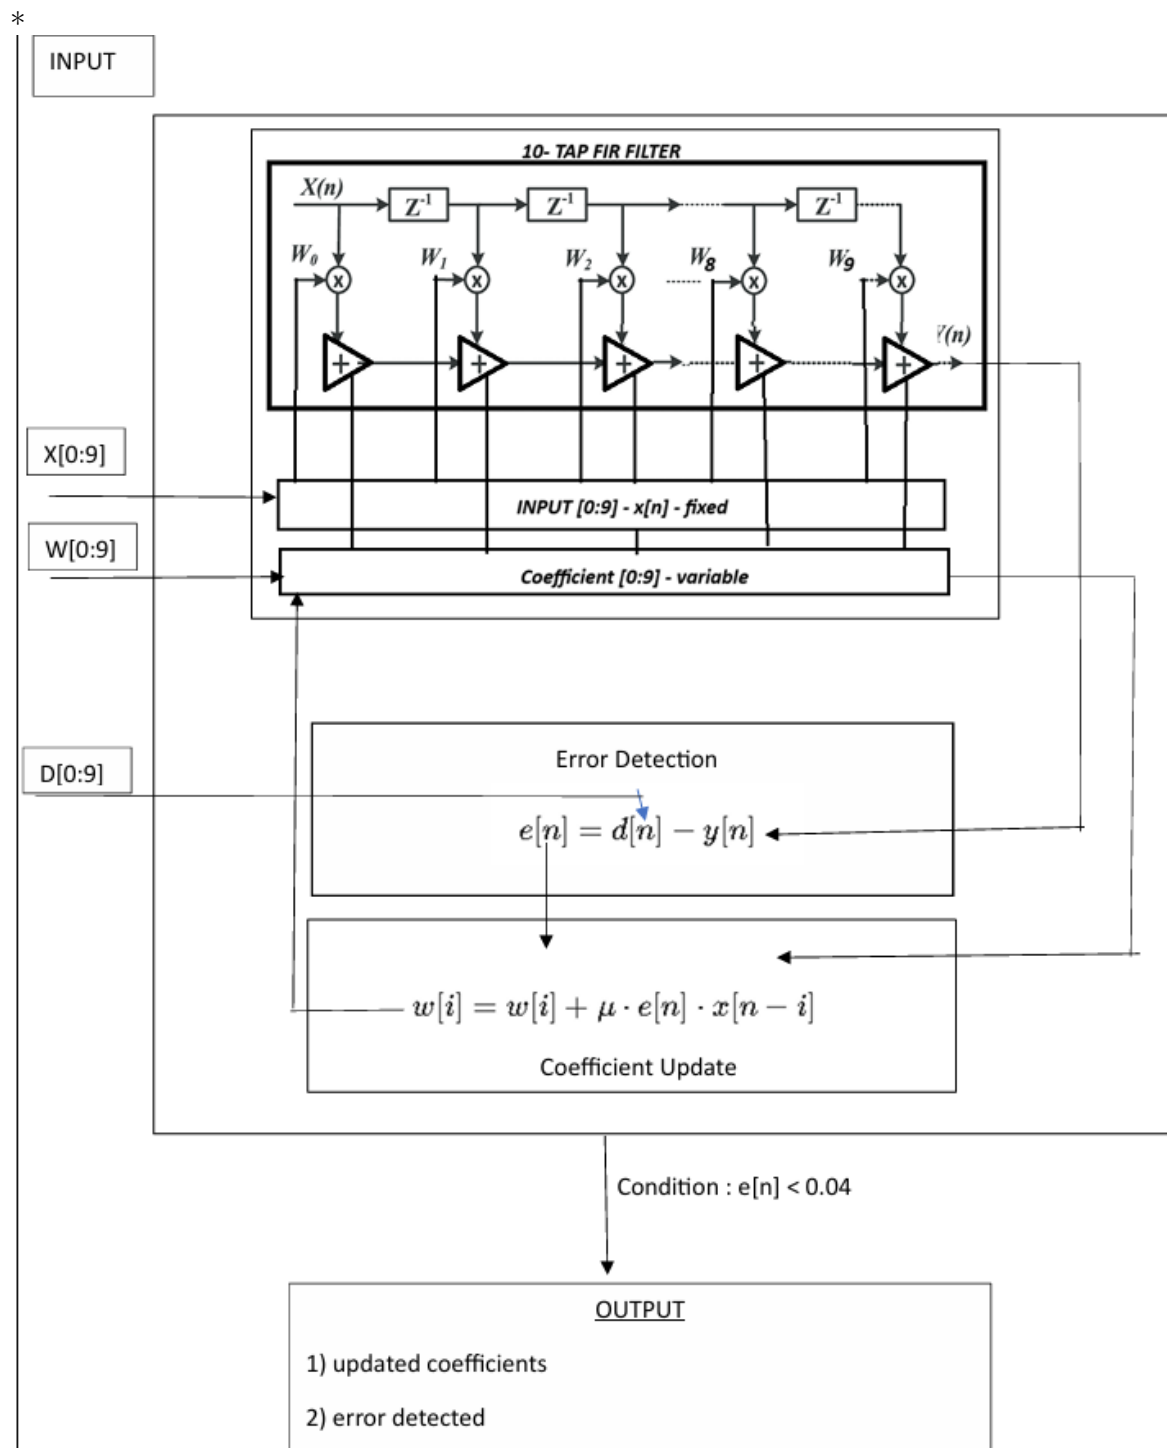 *
INPUT
10- TAP FIR FILTER
X(n)
Z⁻¹ Z⁻¹ Z⁻¹
W₀ W₁ W₂ W8 W9
x x x x x
+ + + + +
Y(n)
X[0:9]
INPUT [0:9] - x[n] - fixed
W[0:9]
Coefficient [0:9] - variable
D[0:9]
Error Detection
e[n] = d[n] − y[n]
w[i] = w[i] + μ · e[n] · x[n − i]
Coefficient Update
Condition : e[n] < 0.04
OUTPUT
1) updated coefficients
2) error detected